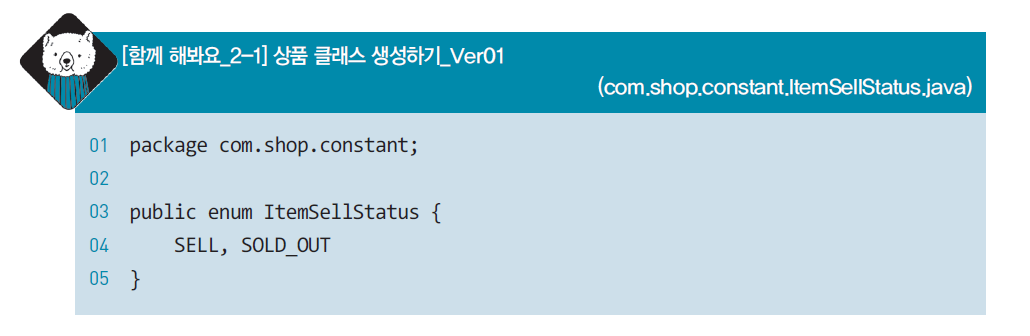 [함께 해봐요_2-1] 상품 클래스 생성하기_Ver01
(com.shop.constant.ItemSellStatus.java)
01 package com.shop.constant;
02
03 public enum ItemSellStatus {
04     SELL, SOLD_OUT
05 }